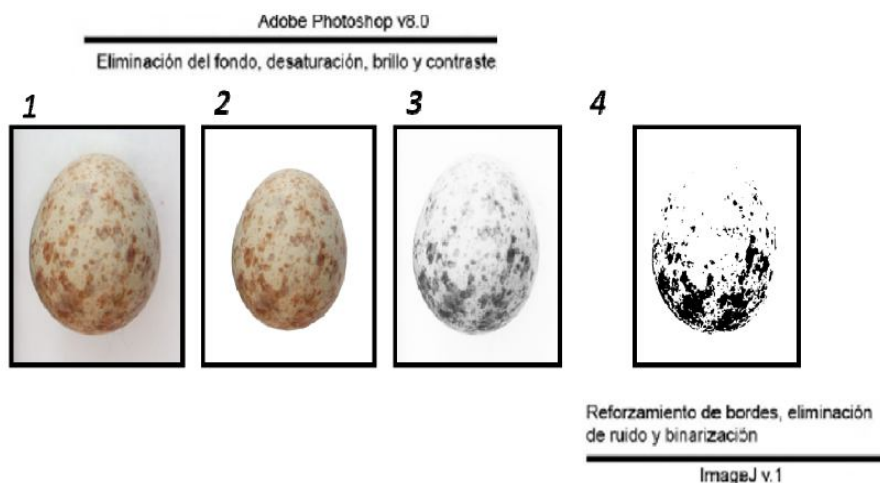 Adobe Photoshop v8.0
Eliminación del fondo, desaturación, brillo y contraste
1 2 3 4
Reforzamiento de bordes, eliminación
de ruido y binarización
ImageJ v.1